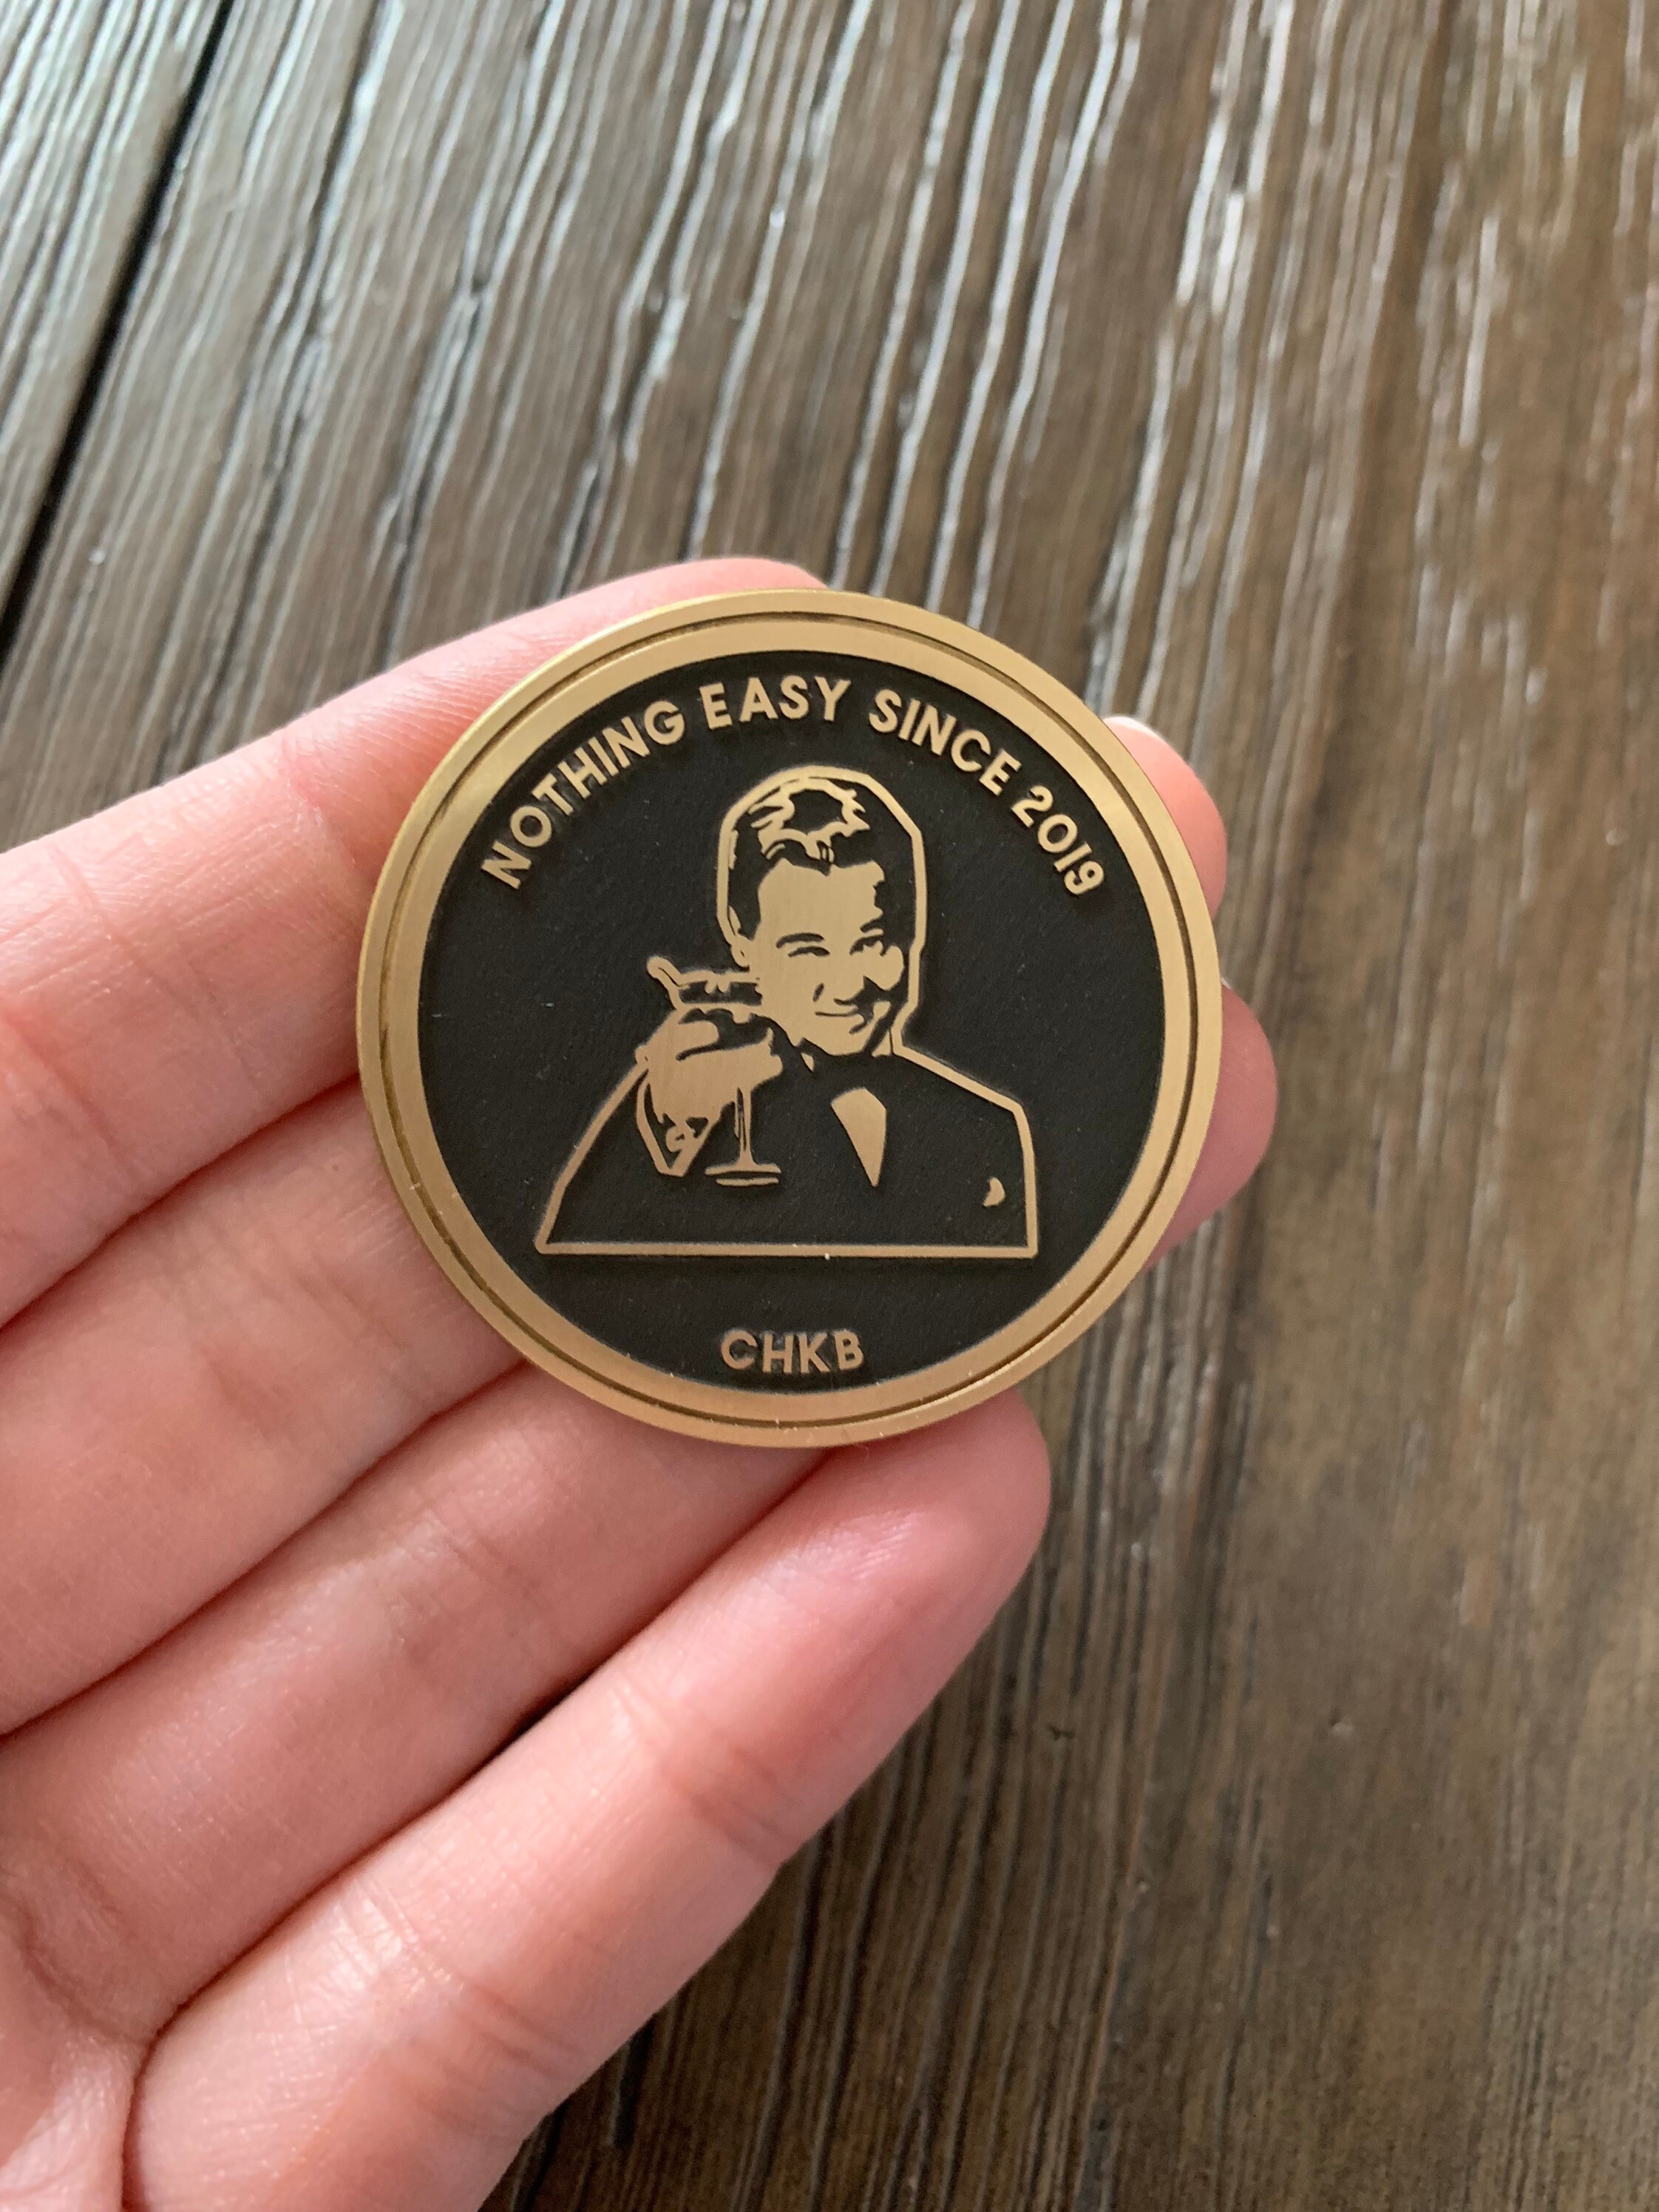 NOTHING EASY SINCE 2019
CHKB